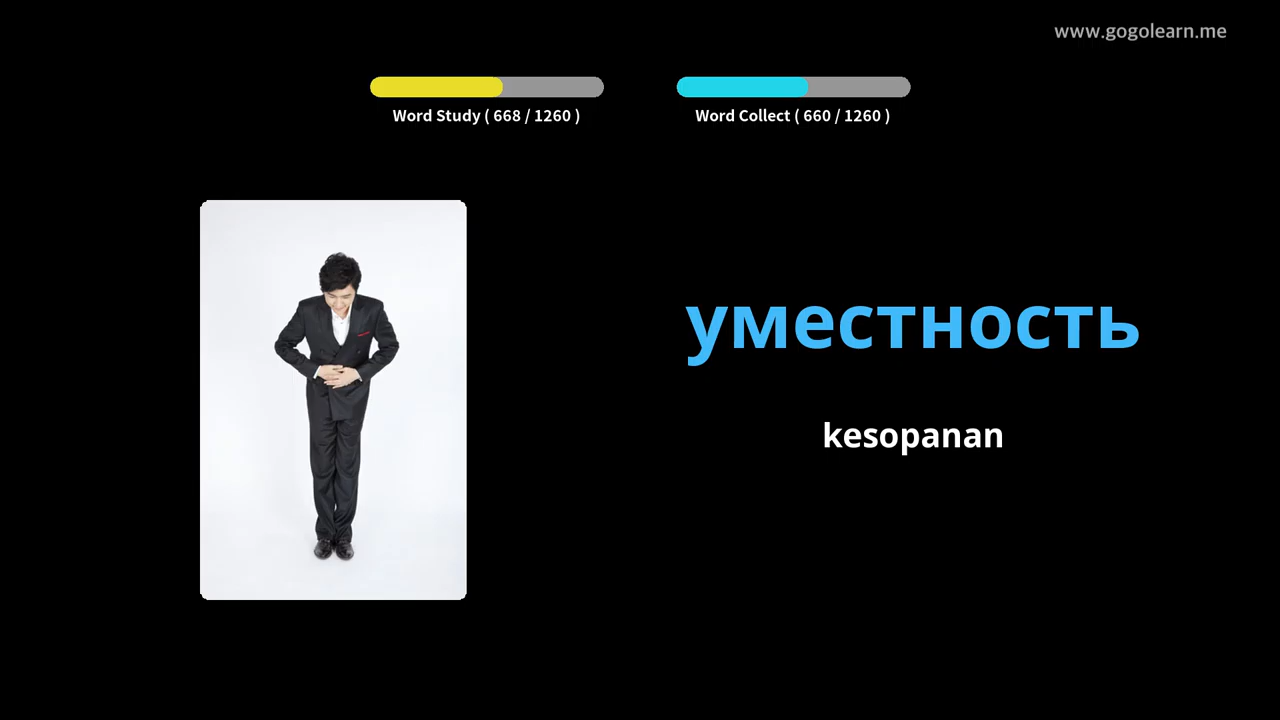 www.gogolearn.me
Word Study ( 668 / 1260 )
Word Collect ( 660 / 1260 )
уместность
kesopanan